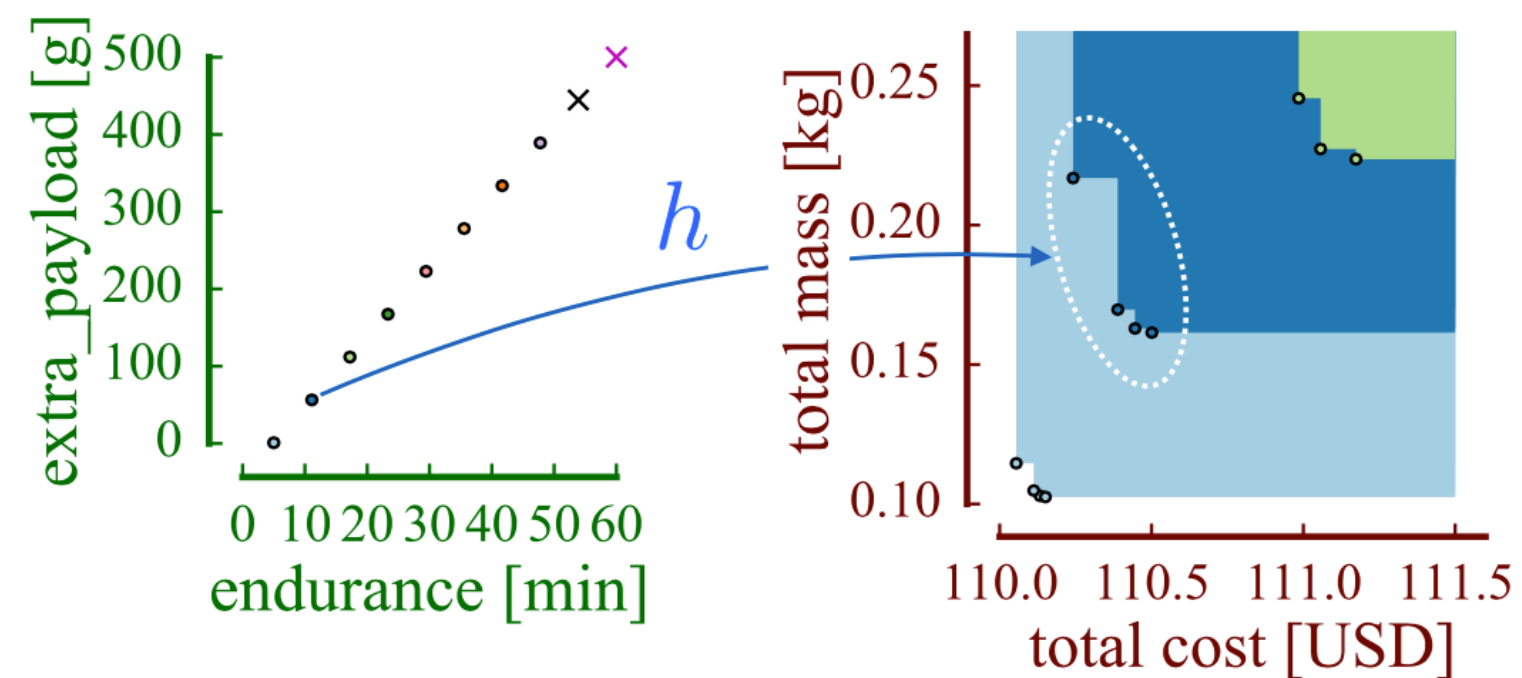 extra_payload [g]
500
400
300
200
100
0
0 10 20 30 40 50 60
endurance [min]
h
total mass [kg]
0.25
0.20
0.15
0.10
110.0 110.5 111.0 111.5
total cost [USD]